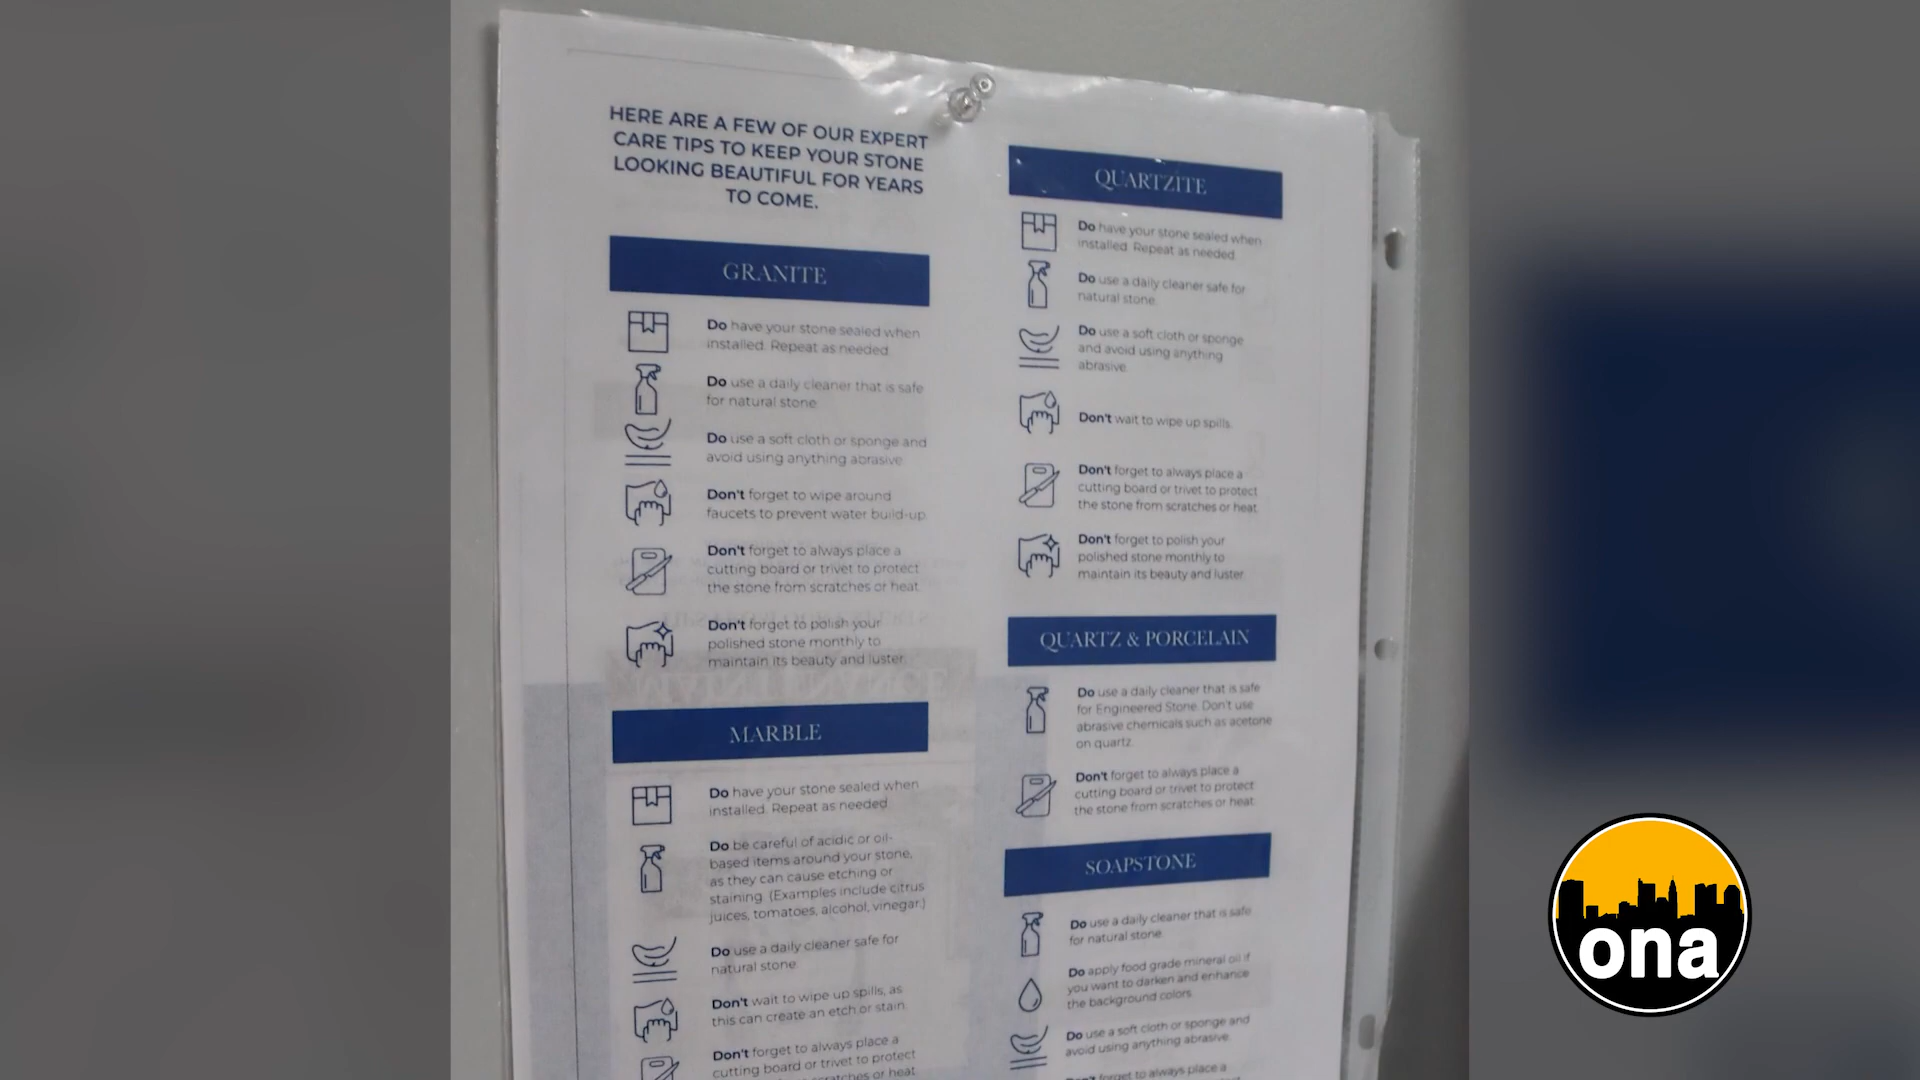 HERE ARE A FEW OF OUR EXPERT
CARE TIPS TO KEEP YOUR STONE
LOOKING BEAUTIFUL FOR YEARS
TO COME.
GRANITE
Do have your stone sealed when
installed. Repeat as needed.
Do use a daily cleaner that is safe
for natural stone.
Do use a soft cloth or sponge and
avoid using anything abrasive.
Don't forget to wipe around
faucets to prevent water build-up.
Don't forget to always place a
cutting board or trivet to protect
the stone from scratches or heat.
Don't forget to polish your
polished stone monthly to
maintain its beauty and luster.
MARBLE
Do have your stone sealed when
installed. Repeat as needed.
Do be careful of acidic or oil-
based items around your stone,
as they can cause etching or
staining. (Examples include citrus
juices, tomatoes, alcohol, vinegar.)
Do use a daily cleaner safe for
natural stone.
Don't wait to wipe up spills, as
this can create an etch or stain.
Don't forget to always place a
cutting board or trivet to protect
scratches or heat
QUARTZITE
Do have your stone sealed when
installed. Repeat as needed.
Do use a daily cleaner safe for
natural stone.
Do use a soft cloth or sponge
and avoid using anything
abrasive.
Don't wait to wipe up spills.
Don't forget to always place a
cutting board or trivet to protect
the stone from scratches or heat.
Don't forget to polish your
polished stone monthly to
maintain its beauty and luster.
QUARTZ & PORCELAIN
Do use a daily cleaner that is safe
for Engineered Stone. Don't use
abrasive chemicals such as acetone
on quartz.
Don't forget to always place a
cutting board or trivet to protect
the stone from scratches or heat.
SOAPSTONE
Do use a daily cleaner that is safe
for natural stone.
Do apply food grade mineral oil if
you want to darken and enhance
the background colors.
Do use a soft cloth or sponge and
avoid using anything abrasive.
forget to always place a
ona